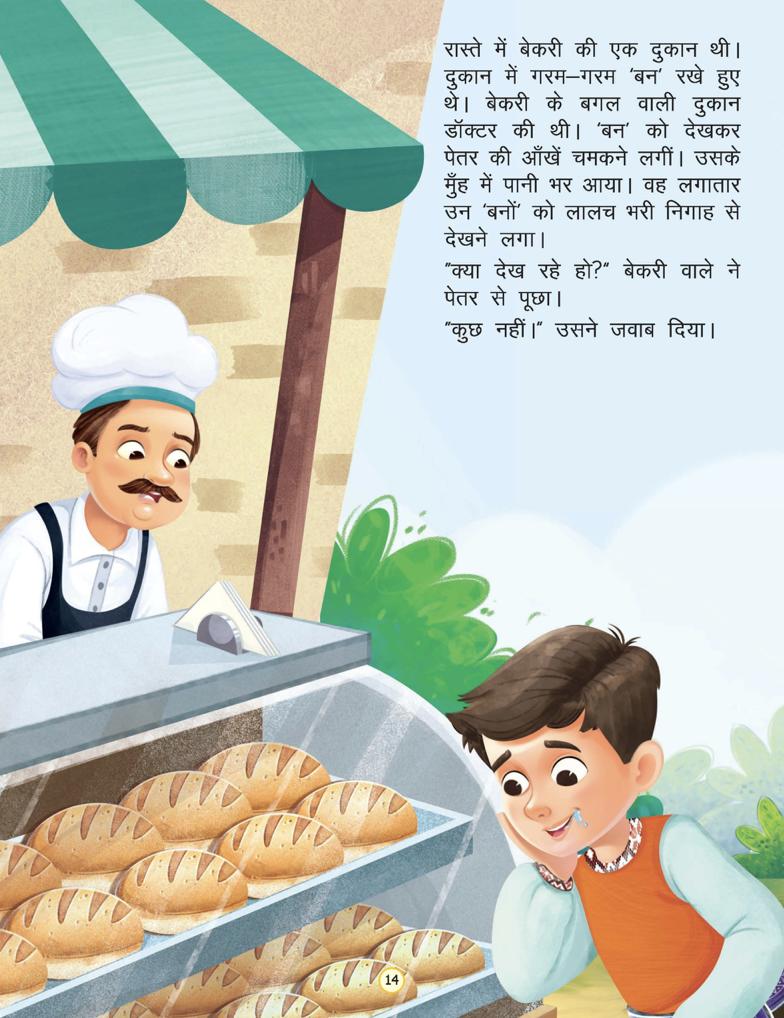 रास्ते में बेकरी की एक दुकान थी।
दुकान में गरम–गरम ‘बन’ रखे हुए
थे। बेकरी के बगल वाली दुकान
डॉक्टर की थी। ‘बन’ को देखकर
पेतर की आँखें चमकने लगीं। उसके
मुँह में पानी भर आया। वह लगातार
उन ‘बनों’ को लालच भरी निगाह से
देखने लगा।
”क्या देख रहे हो?“ बेकरी वाले ने
पेतर से पूछा।
”कुछ नहीं।“ उसने जवाब दिया।
14